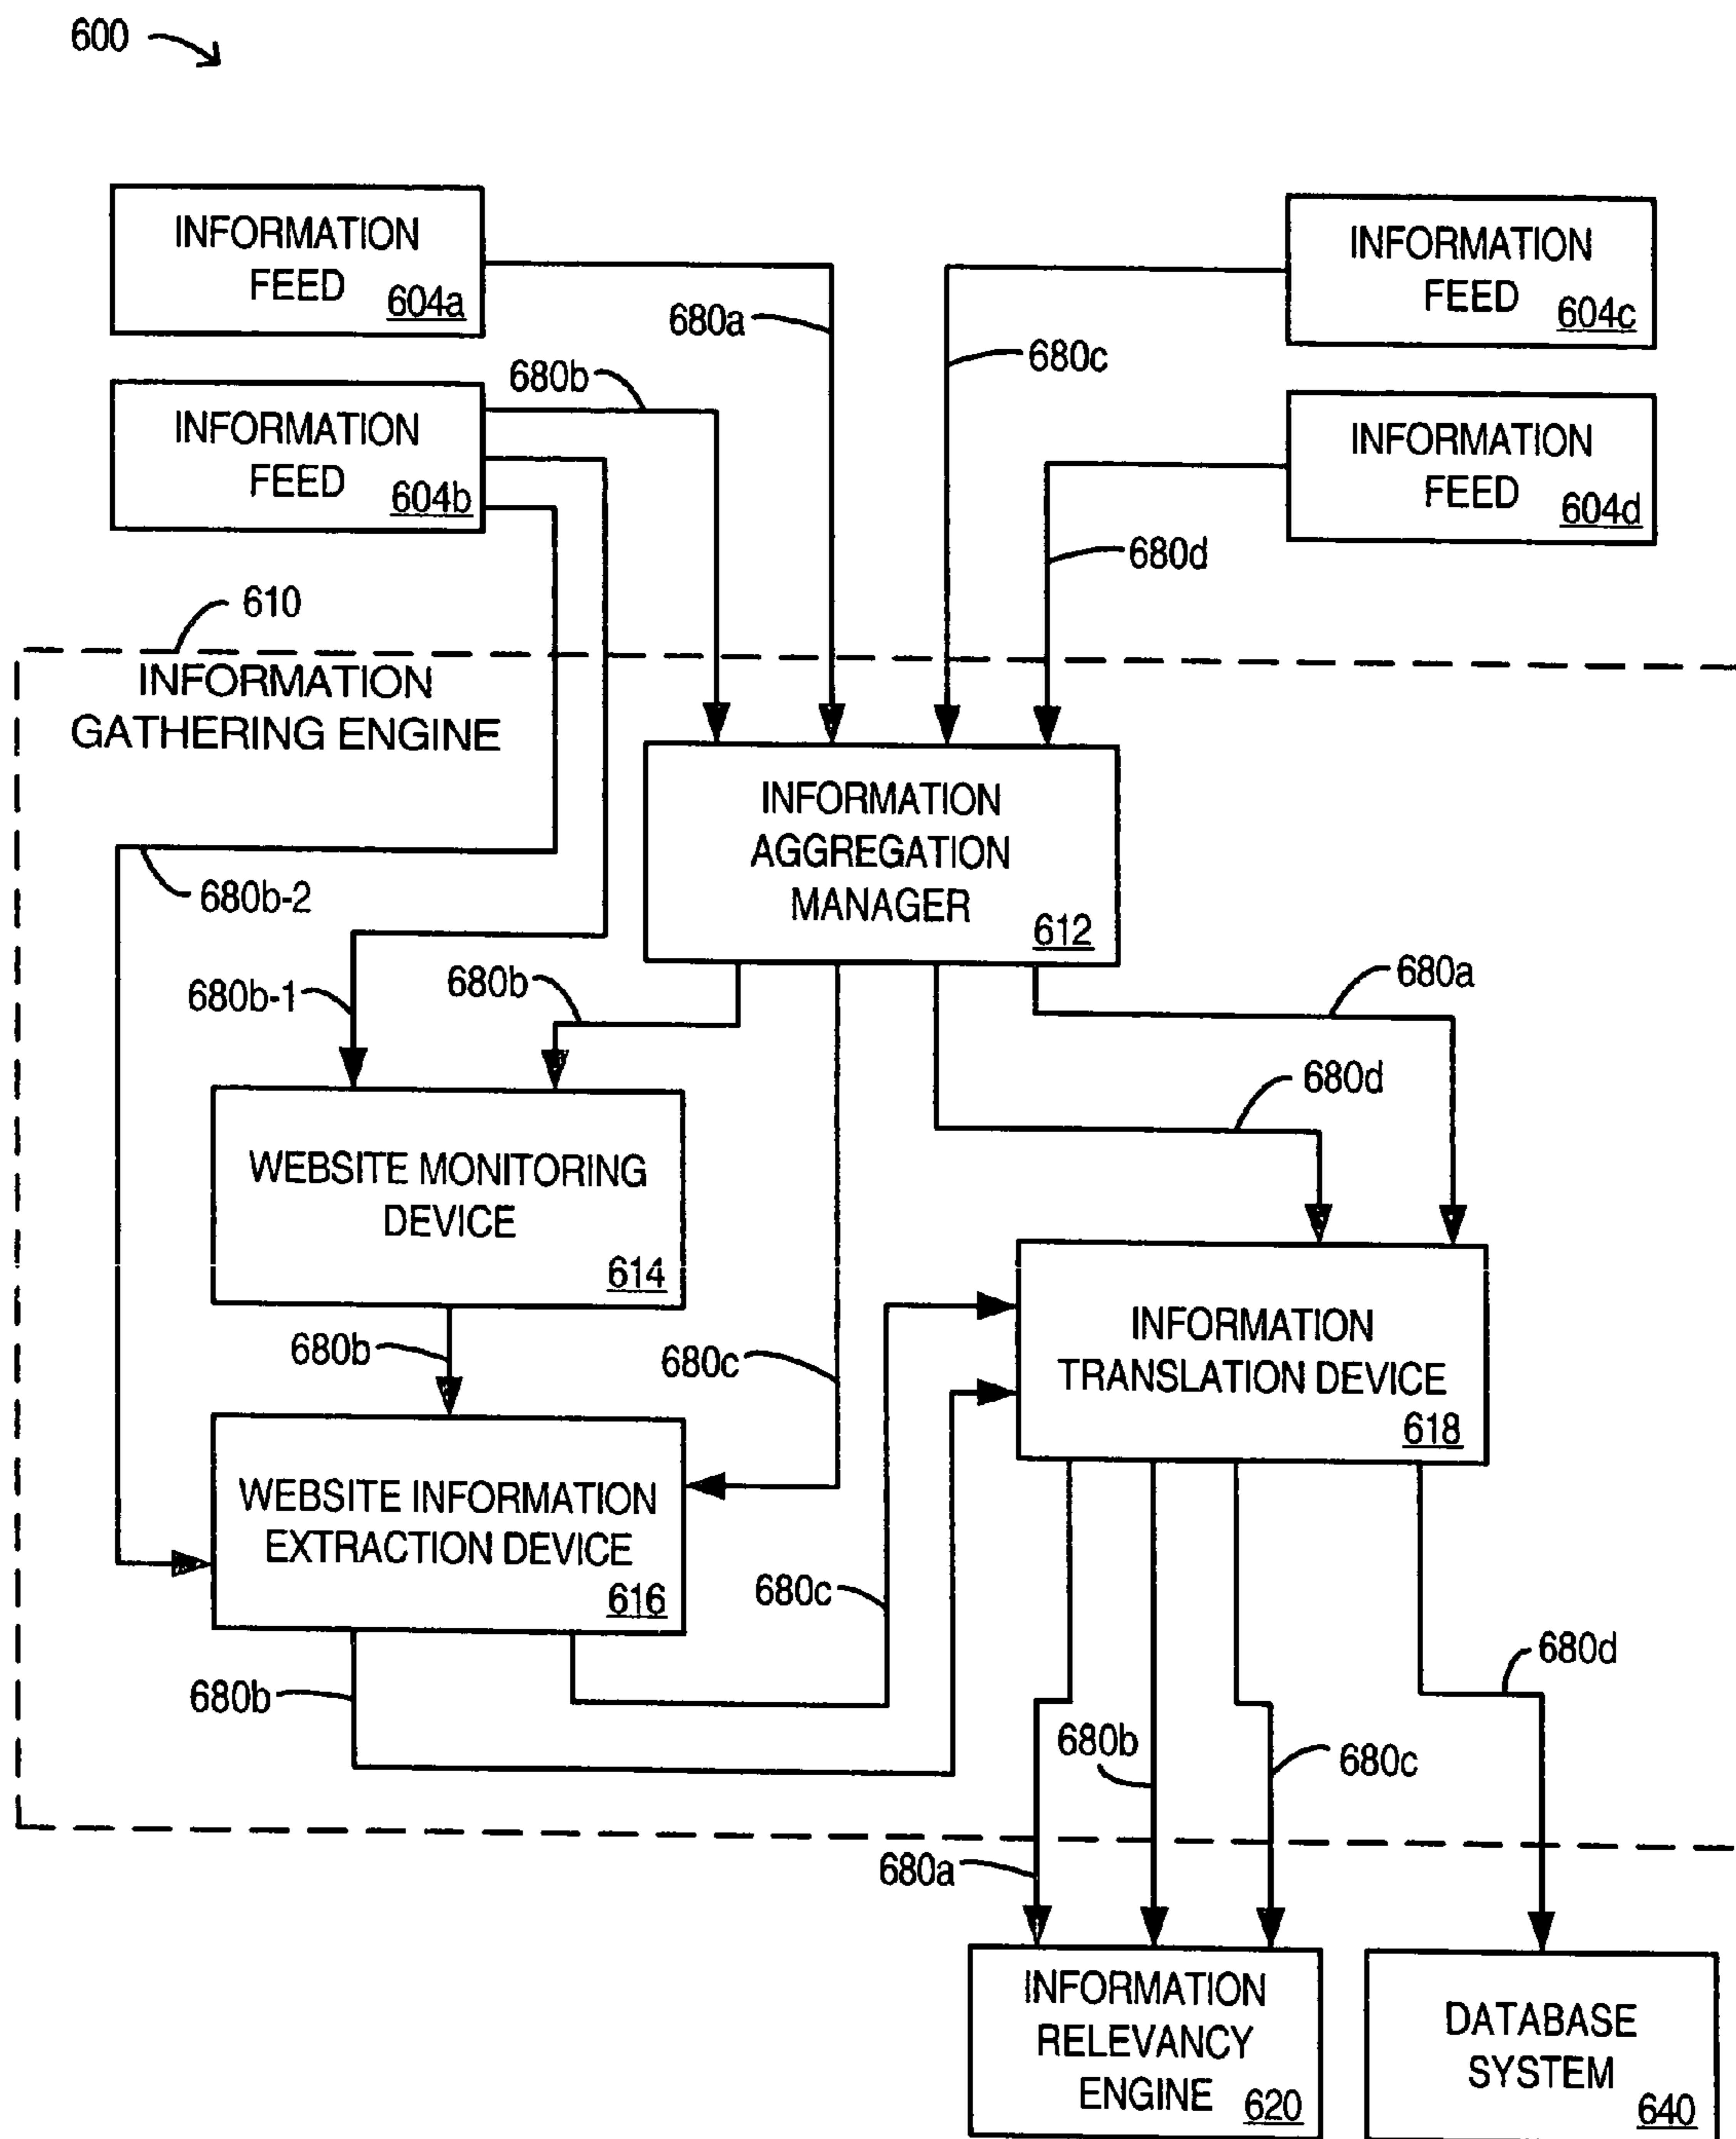 600
INFORMATION
FEED 604a
INFORMATION
FEED 604c
680a
680c
680b
INFORMATION
FEED 604b
INFORMATION
FEED 604d
680d
610
INFORMATION
GATHERING ENGINE
INFORMATION
AGGREGATION
MANAGER
612
680b-2
680b-1
680b
680a
680d
WEBSITE MONITORING
DEVICE
614
INFORMATION
TRANSLATION DEVICE
618
680b
680c
WEBSITE INFORMATION
EXTRACTION DEVICE
616
680c
680b
680d
680b
680c
680a
INFORMATION
RELEVANCY
ENGINE 620
DATABASE
SYSTEM
640